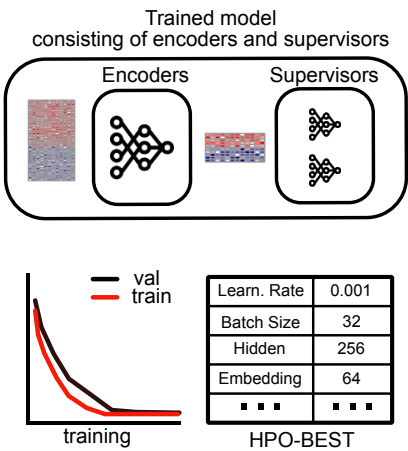 Trained model
consisting of encoders and supervisors
Encoders
Supervisors
val
train
training
Learn. Rate 0.001
Batch Size 32
Hidden 256
Embedding 64
... ...
HPO-BEST